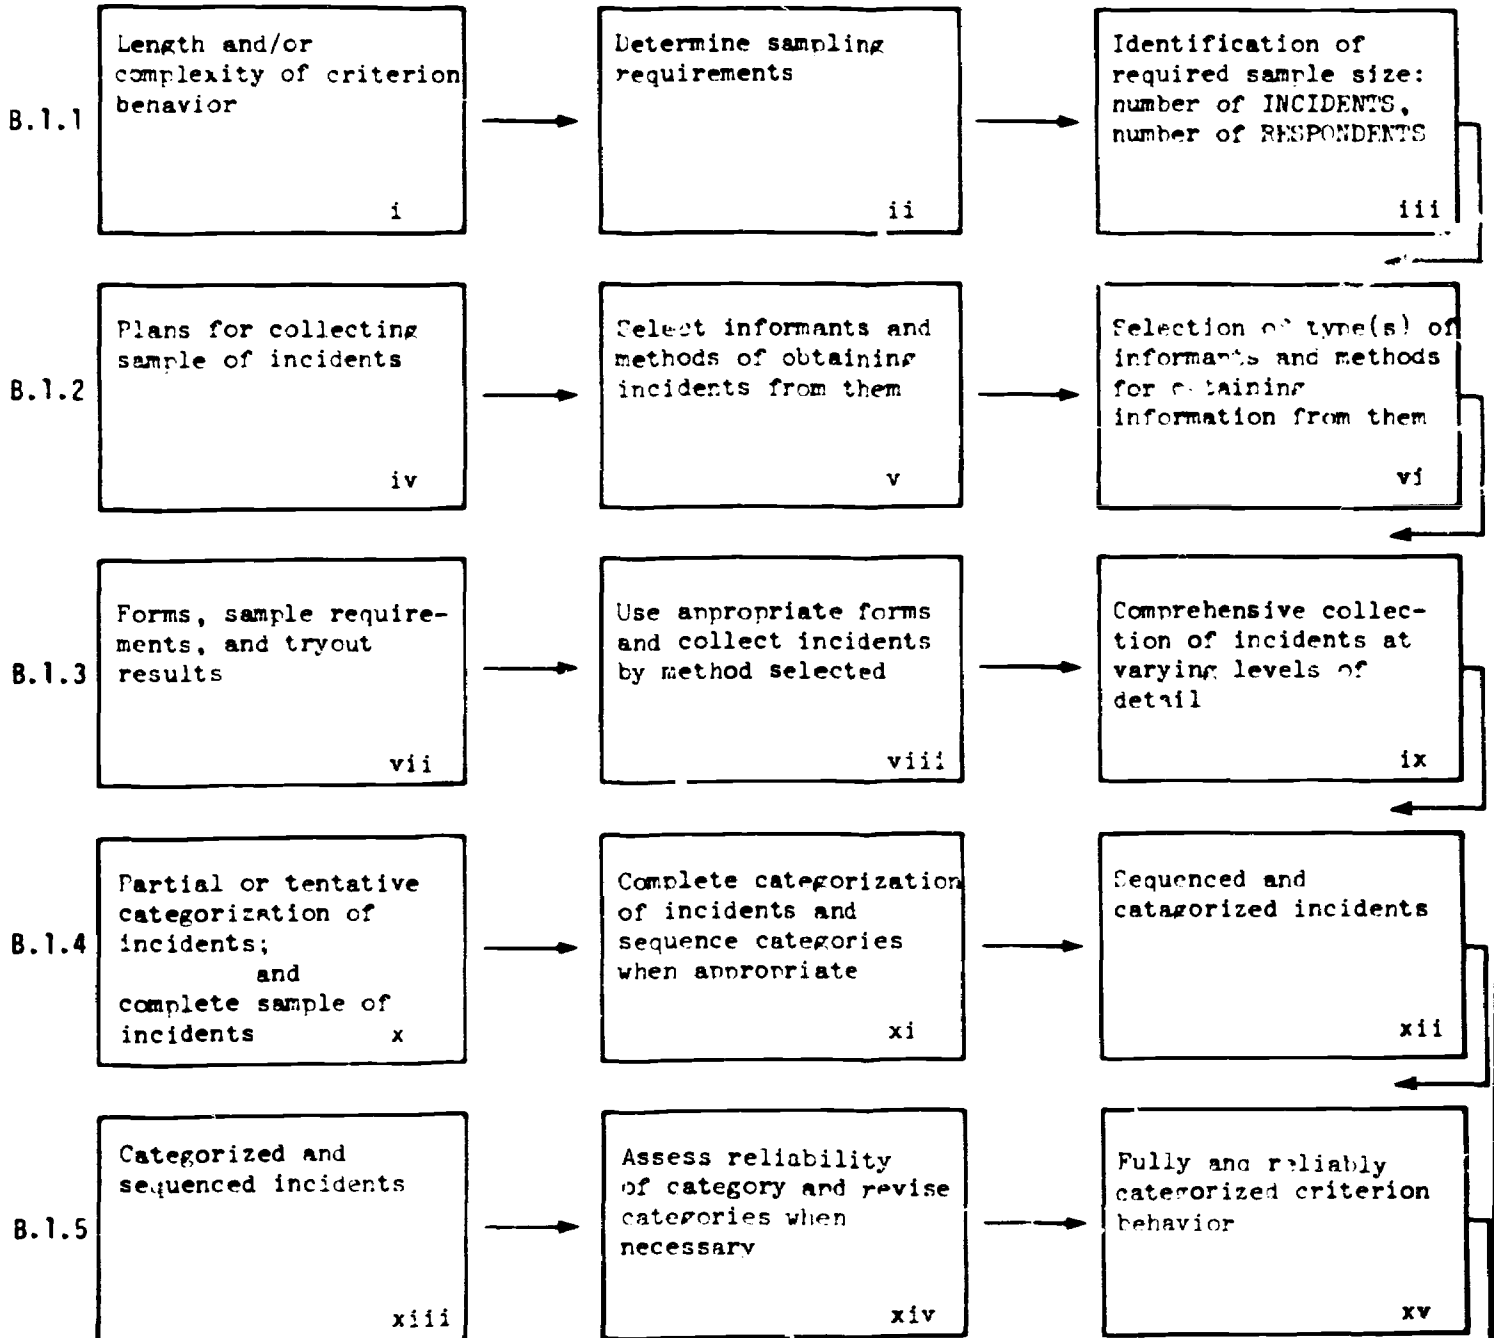 B.1.1
Length and/or
complexity of criterion
benavior
i
Determine sampling
requirements
ii
Identification of
required sample size:
number of INCIDENTS,
number of RESPONDENTS
iii
B.1.2
Plans for collecting
sample of incidents
iv
Select informants and
methods of obtaining
incidents from them
v
Selection of type(s) of
informants and methods
for obtaining
information from them
vi
B.1.3
Forms, sample require-
ments, and tryout
results
vii
Use appropriate forms
and collect incidents
by method selected
viii
Comprehensive collec-
tion of incidents at
varying levels of
detail
ix
B.1.4
Partial or tentative
categorization of
incidents;
and
complete sample of
incidents
x
Complete categorization
of incidents and
sequence categories
when appropriate
xi
Sequenced and
catagorized incidents
xii
B.1.5
Categorized and
sequenced incidents
xiii
Assess reliability
of category and revise
categories when
necessary
xiv
Fully and reliably
categorized criterion
behavior
xv